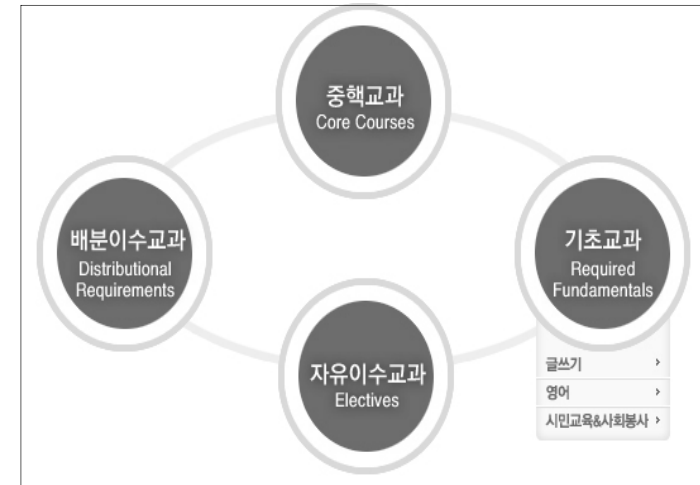 중핵교과
Core Courses
배분이수교과
Distributional
Requirements
기초교과
Required
Fundamentals
자유이수교과
Electives
글쓰기 ›
영어 ›
시민교육&사회봉사 ›